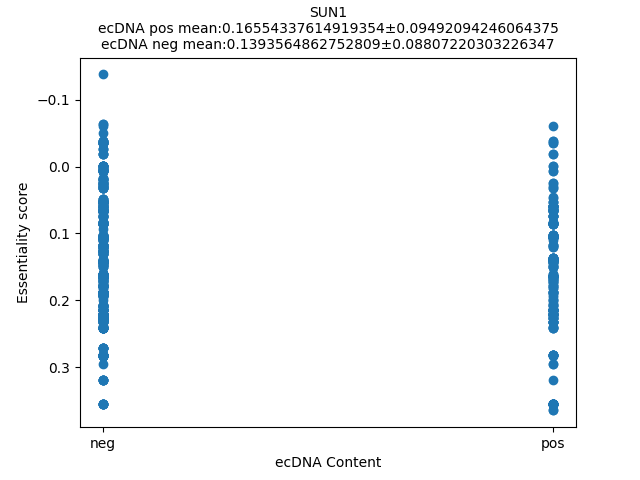 SUN1
ecDNA pos mean:0.16554337614919354±0.09492094246064375
ecDNA neg mean:0.1393564862752809±0.08807220303226347
−0.1
0.0
0.1
0.2
0.3
Essentiality score
neg
pos
ecDNA Content